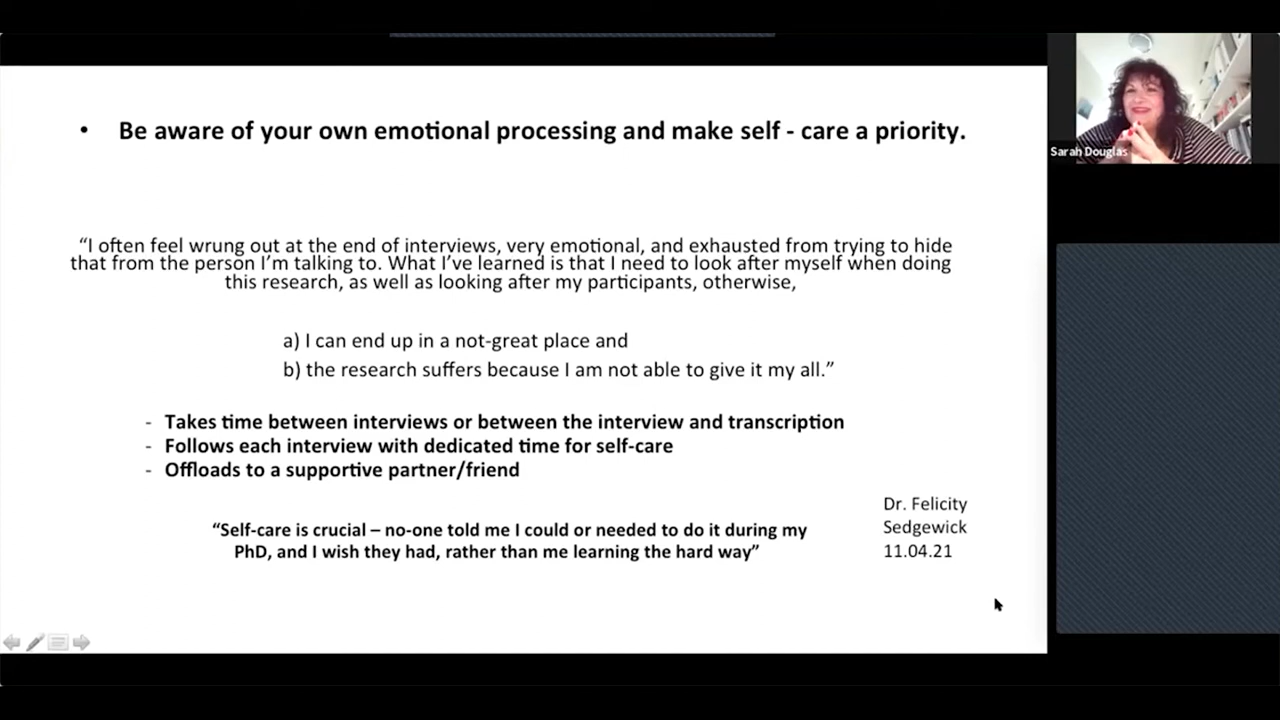 • Be aware of your own emotional processing and make self - care a priority.
Sarah Douglas
“I often feel wrung out at the end of interviews, very emotional, and exhausted from trying to hide
that from the person I’m talking to. What I’ve learned is that I need to look after myself when doing
this research, as well as looking after my participants, otherwise,
a) I can end up in a not-great place and
b) the research suffers because I am not able to give it my all.”
- Takes time between interviews or between the interview and transcription
- Follows each interview with dedicated time for self-care
- Offloads to a supportive partner/friend
“Self-care is crucial – no-one told me I could or needed to do it during my
PhD, and I wish they had, rather than me learning the hard way”
Dr. Felicity
Sedgewick
11.04.21